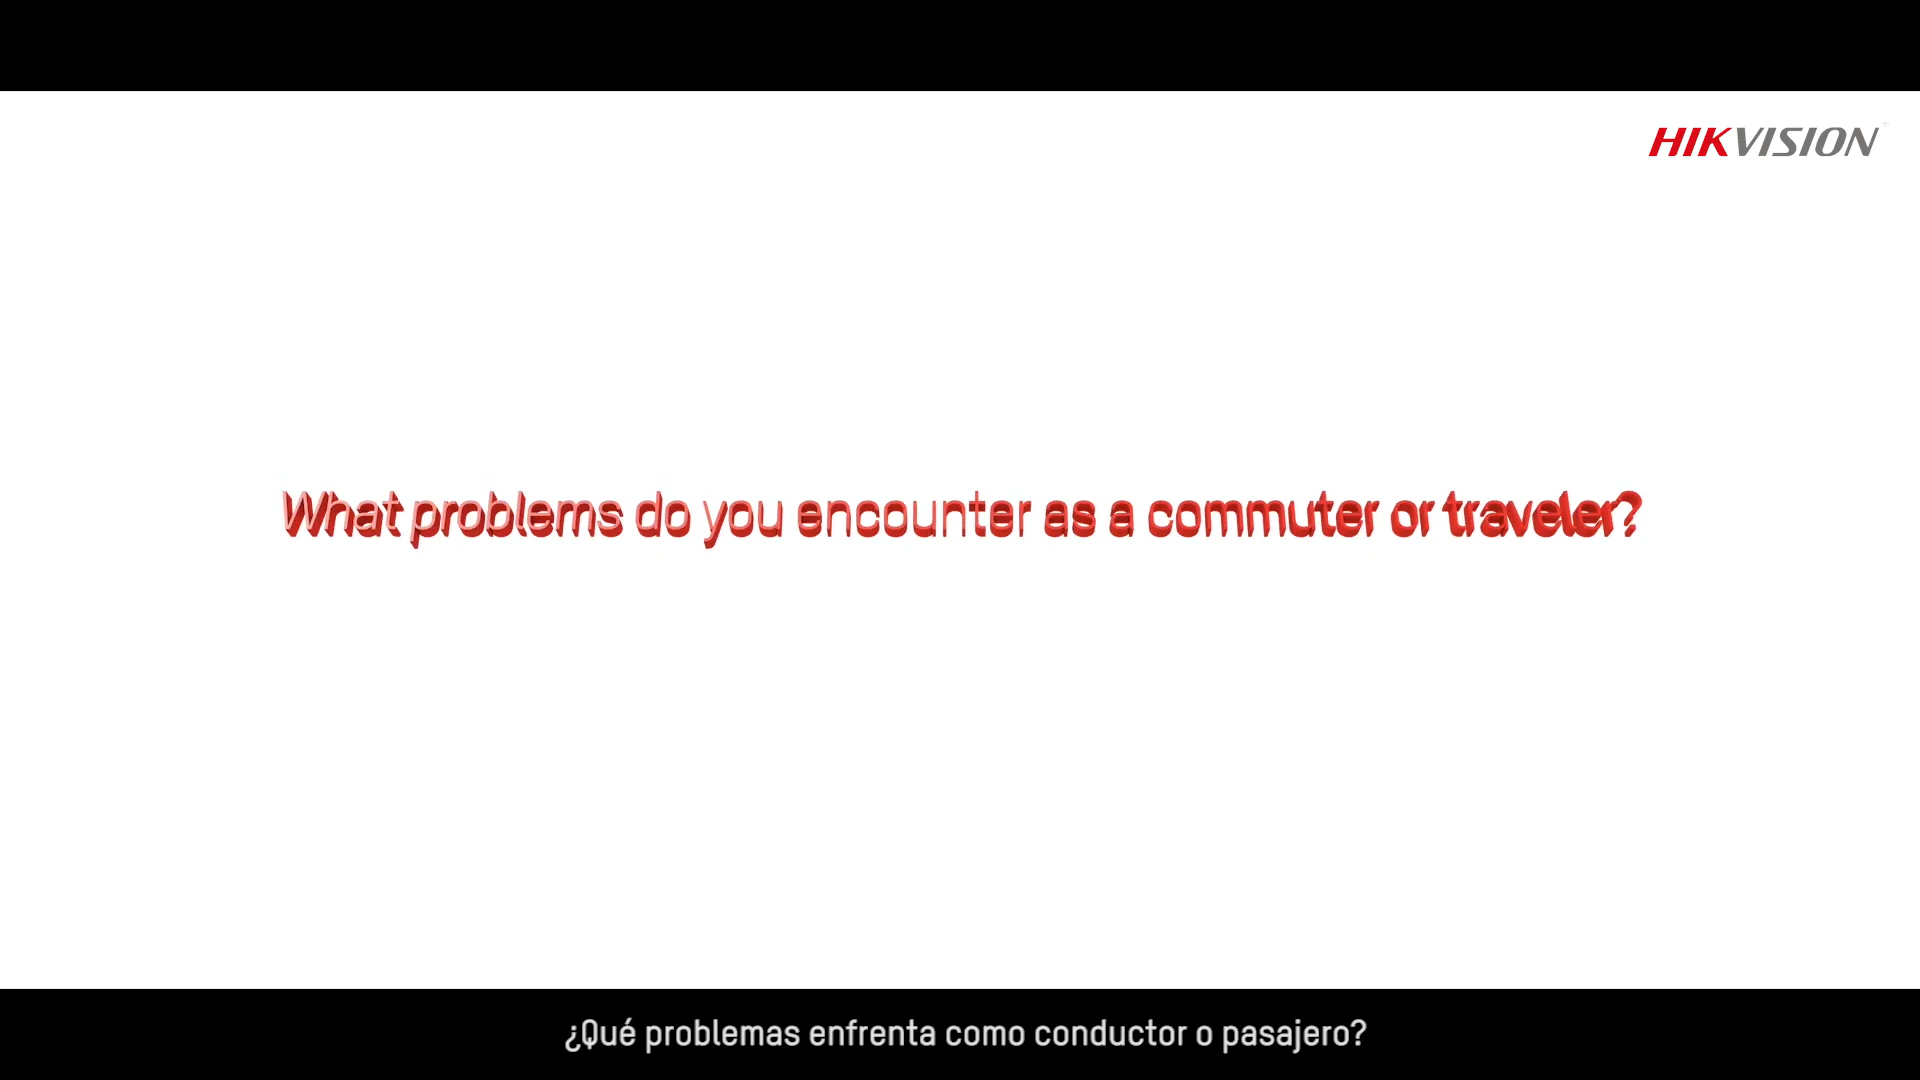 HIKVISION
What problems do you encounter as a commuter or traveler?
¿Qué problemas enfrenta como conductor o pasajero?